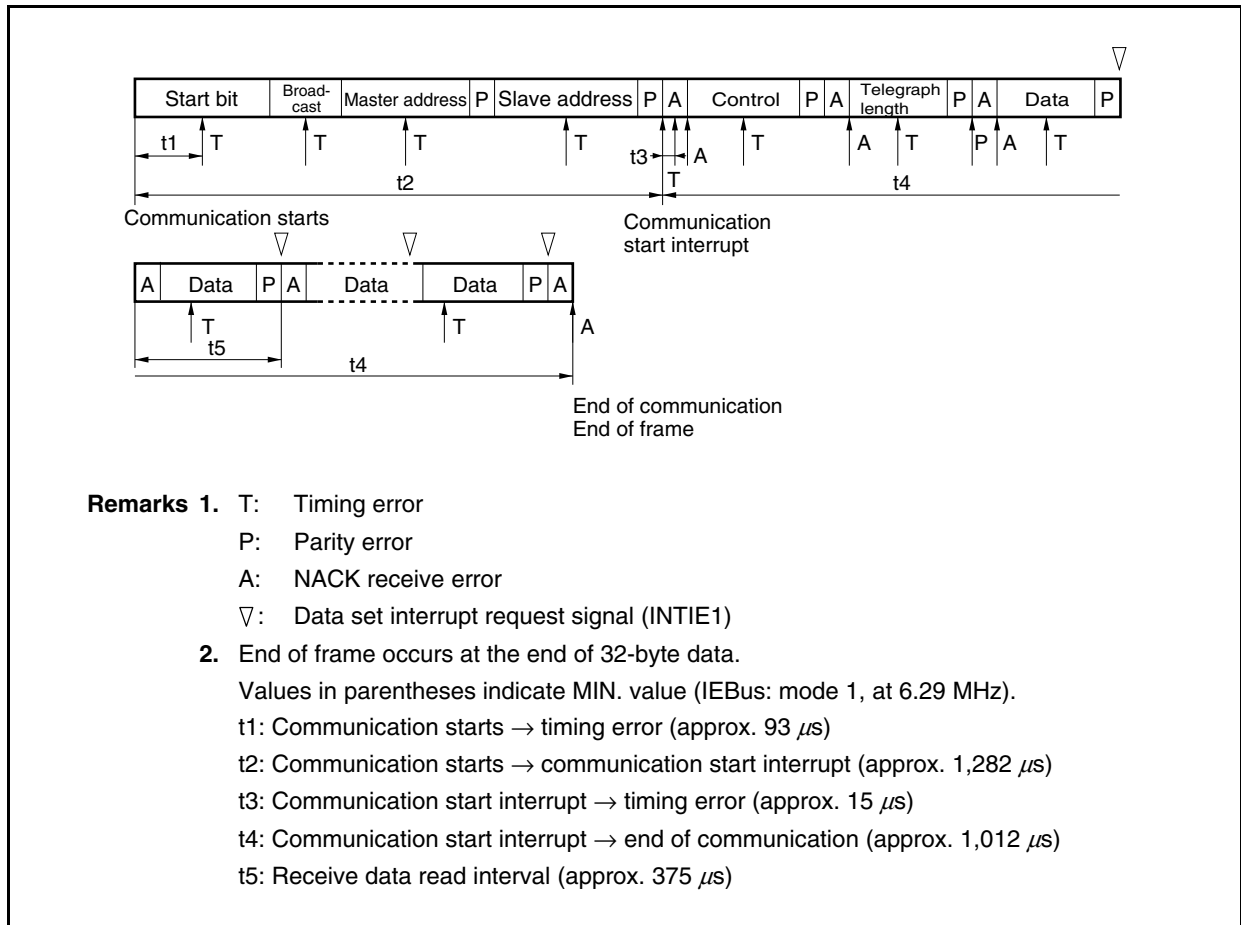 Start bit Broad-cast Master address P Slave address P A Control P A Telegraph length P A Data P
t1 T T T T t3 T A T A T P A T
t2 t4
Communication starts
Communication
start interrupt
A Data P A Data Data P A
T T A
t5
t4
End of communication
End of frame
Remarks 1. T: Timing error
P: Parity error
A: NACK receive error
▽: Data set interrupt request signal (INTIE1)
2. End of frame occurs at the end of 32-byte data.
Values in parentheses indicate MIN. value (IEBus: mode 1, at 6.29 MHz).
t1: Communication starts → timing error (approx. 93 μs)
t2: Communication starts → communication start interrupt (approx. 1,282 μs)
t3: Communication start interrupt → timing error (approx. 15 μs)
t4: Communication start interrupt → end of communication (approx. 1,012 μs)
t5: Receive data read interval (approx. 375 μs)